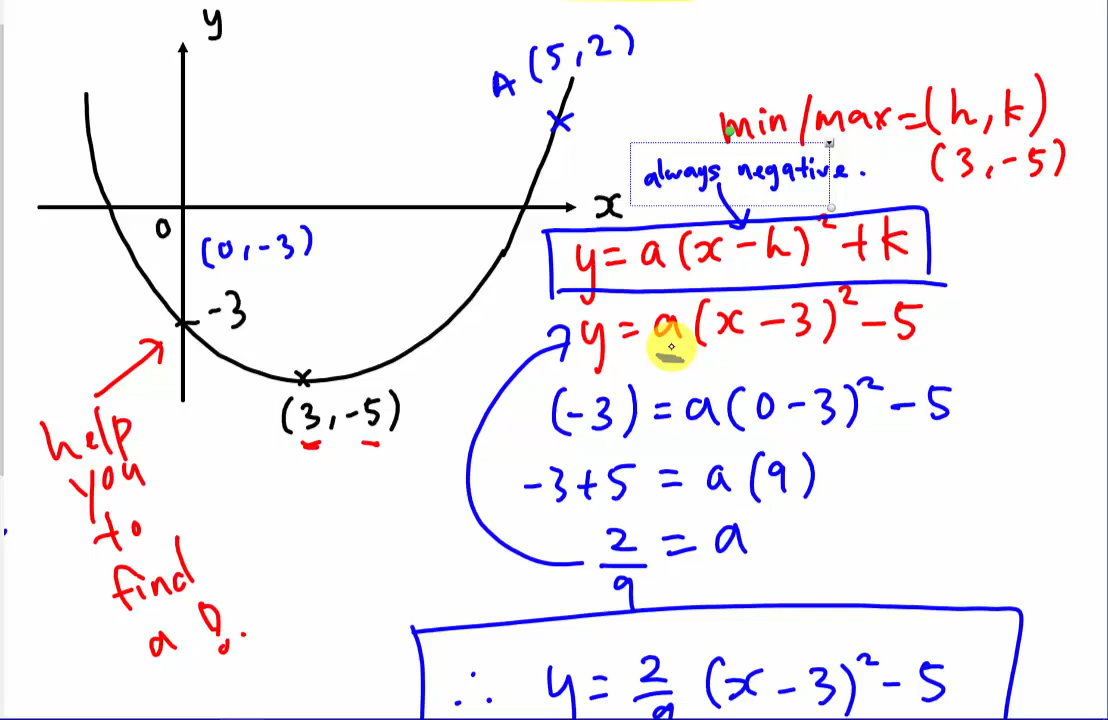 y
A (5,2)
min/max=(h,k)
(3,-5)
always negative.
x
0
(0,-3)
y=a(x-h)²+k
-3
y=a(x-3)²-5
(3,-5)
(-3)=a(0-3)²-5
help
you
to
find
a ?.
-3+5=a(9)
2/9=a
∴ y=2/9(x-3)²-5